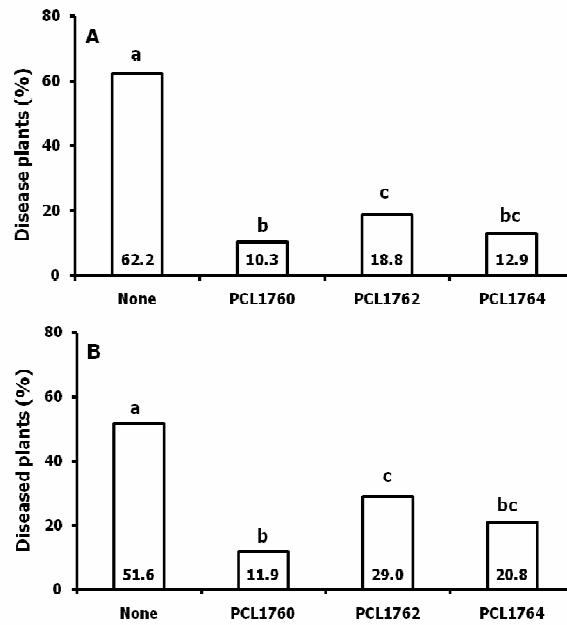 A
Disease plants (%)
80
60
40
20
0
a
b
c
bc
62.2
10.3
18.8
12.9
None
PCL1760
PCL1762
PCL1764
B
Diseased plants (%)
80
60
40
20
0
a
b
c
bc
51.6
11.9
29.0
20.8
None
PCL1760
PCL1762
PCL1764